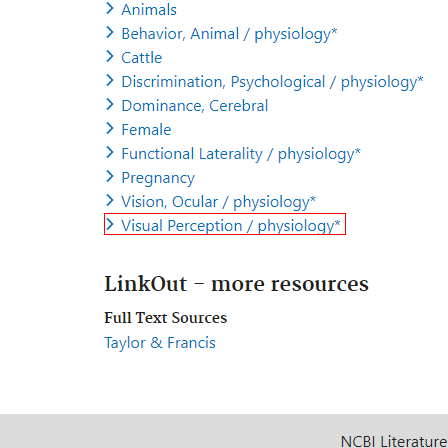 Animals
Behavior, Animal / physiology*
Cattle
Discrimination, Psychological / physiology*
Dominance, Cerebral
Female
Functional Laterality / physiology*
Pregnancy
Vision, Ocular / physiology*
Visual Perception / physiology*
LinkOut - more resources
Full Text Sources
Taylor & Francis
NCBI Literature